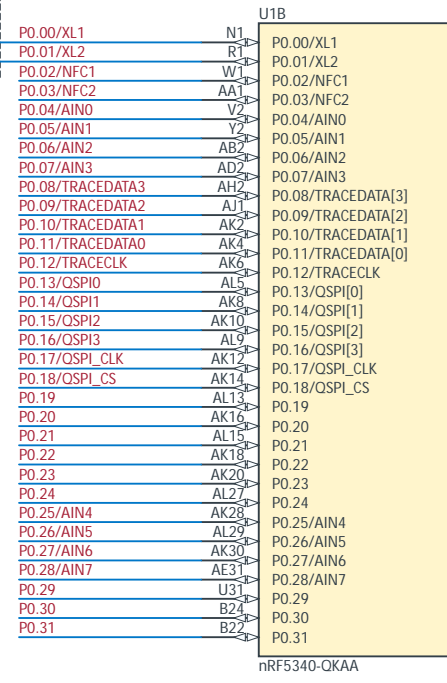 U1B
P0.00/XL1 N1 P0.00/XL1
P0.01/XL2 R1 P0.01/XL2
P0.02/NFC1 W1 P0.02/NFC1
P0.03/NFC2 AA1 P0.03/NFC2
P0.04/AIN0 V2 P0.04/AIN0
P0.05/AIN1 Y2 P0.05/AIN1
P0.06/AIN2 AB2 P0.06/AIN2
P0.07/AIN3 AD2 P0.07/AIN3
P0.08/TRACEDATA3 AH2 P0.08/TRACEDATA[3]
P0.09/TRACEDATA2 AJ1 P0.09/TRACEDATA[2]
P0.10/TRACEDATA1 AK2 P0.10/TRACEDATA[1]
P0.11/TRACEDATA0 AK4 P0.11/TRACEDATA[0]
P0.12/TRACECLK AK6 P0.12/TRACECLK
P0.13/QSPI0 AL5 P0.13/QSPI[0]
P0.14/QSPI1 AK8 P0.14/QSPI[1]
P0.15/QSPI2 AK10 P0.15/QSPI[2]
P0.16/QSPI3 AL9 P0.16/QSPI[3]
P0.17/QSPI_CLK AK12 P0.17/QSPI_CLK
P0.18/QSPI_CS AK14 P0.18/QSPI_CS
P0.19 AL13 P0.19
P0.20 AK16 P0.20
P0.21 AL15 P0.21
P0.22 AK18 P0.22
P0.23 AK20 P0.23
P0.24 AL27 P0.24
P0.25/AIN4 AK28 P0.25/AIN4
P0.26/AIN5 AL29 P0.26/AIN5
P0.27/AIN6 AK30 P0.27/AIN6
P0.28/AIN7 AE31 P0.28/AIN7
P0.29 U31 P0.29
P0.30 B24 P0.30
P0.31 B22 P0.31
nRF5340-QKAA